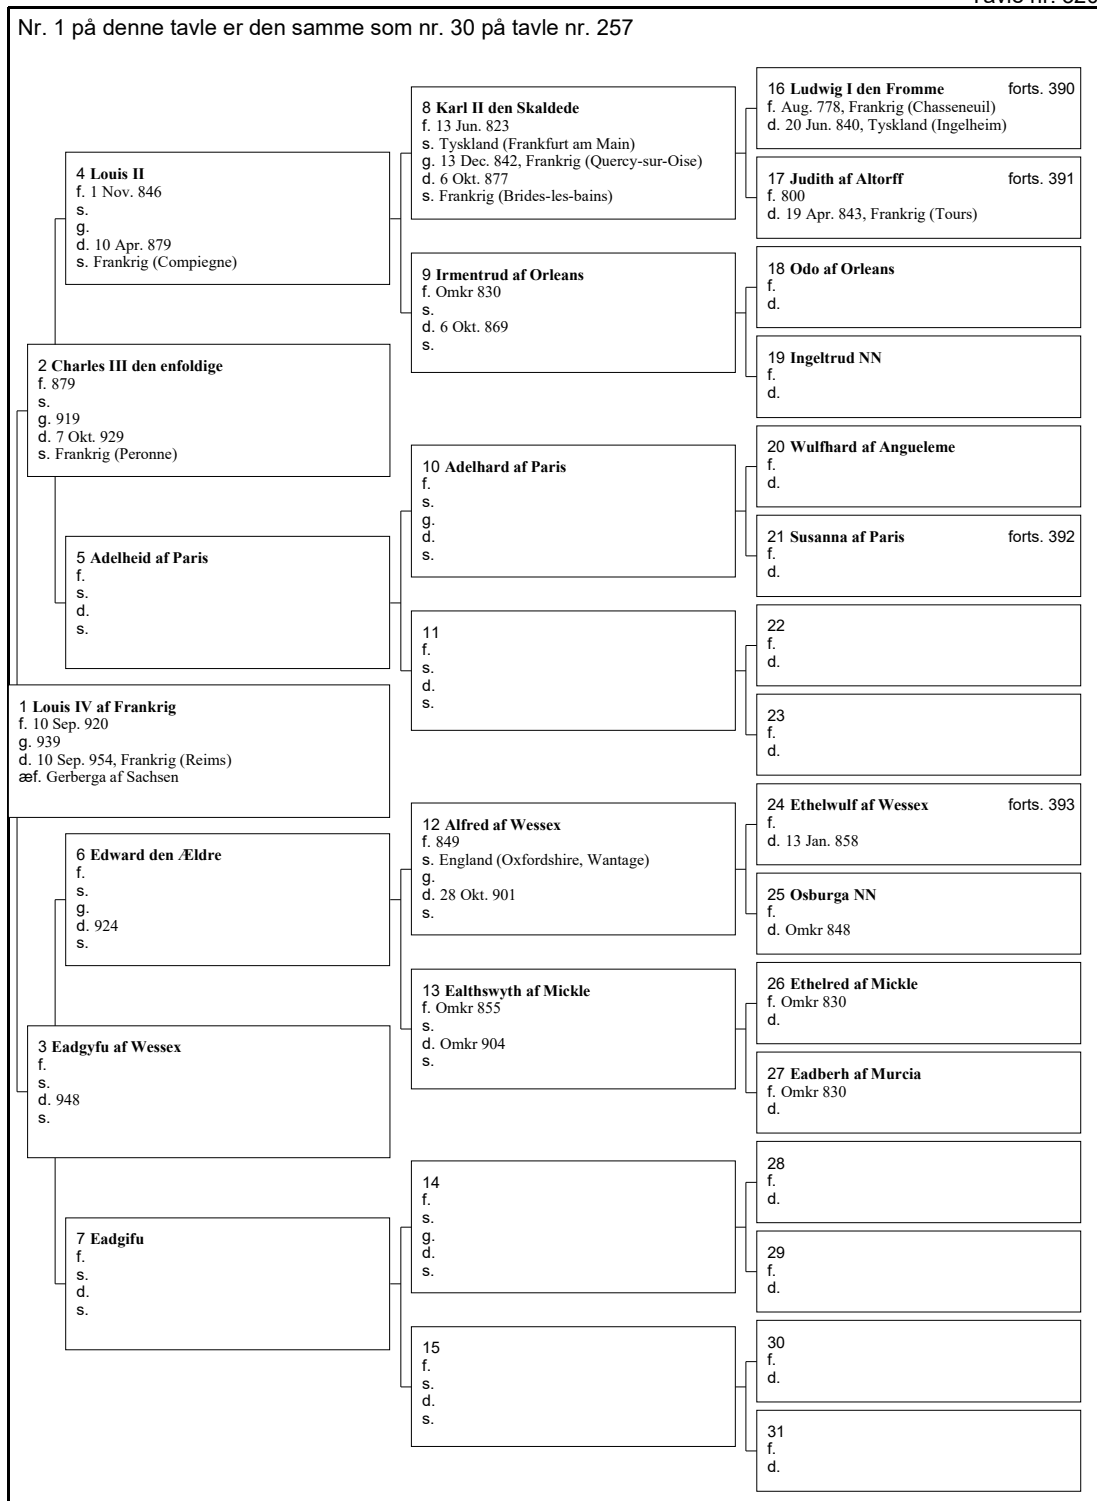 Nr. 1 på denne tavle er den samme som nr. 30 på tavle nr. 257
16 Ludwig I den Fromme forts. 390
f. Aug. 778, Frankrig (Chasseneuil)
d. 20 Jun. 840, Tyskland (Ingelheim)
8 Karl II den Skaldede
f. 13 Jun. 823
s. Tyskland (Frankfurt am Main)
g. 13 Dec. 842, Frankrig (Quercy-sur-Oise)
d. 6 Okt. 877
s. Frankrig (Brides-les-bains)
17 Judith af Altorff forts. 391
f. 800
d. 19 Apr. 843, Frankrig (Tours)
4 Louis II
f. 1 Nov. 846
s.
g.
d. 10 Apr. 879
s. Frankrig (Compiegne)
18 Odo af Orleans
f.
d.
9 Irmentrud af Orleans
f. Omkr 830
s.
d. 6 Okt. 869
s.
19 Ingeltrud NN
f.
d.
2 Charles III den enfoldige
f. 879
s.
g. 919
d. 7 Okt. 929
s. Frankrig (Peronne)
20 Wulfhard af Angueleme
f.
d.
10 Adelhard af Paris
f.
s.
g.
d.
s.
21 Susanna af Paris forts. 392
f.
d.
5 Adelheid af Paris
f.
s.
d.
s.
22
f.
d.
11
f.
s.
d.
s.
23
f.
d.
1 Louis IV af Frankrig
f. 10 Sep. 920
g. 939
d. 10 Sep. 954, Frankrig (Reims)
æf. Gerberga af Sachsen
24 Ethelwulf af Wessex forts. 393
f.
d. 13 Jan. 858
12 Alfred af Wessex
f. 849
s. England (Oxfordshire, Wantage)
g.
d. 28 Okt. 901
s.
25 Osburga NN
f.
d. Omkr 848
6 Edward den Ældre
f.
s.
g.
d. 924
s.
26 Ethelred af Mickle
f. Omkr 830
d.
13 Ealthswyth af Mickle
f. Omkr 855
s.
d. Omkr 904
s.
27 Eadberh af Murcia
f. Omkr 830
d.
3 Eadgyfu af Wessex
f.
s.
d. 948
s.
28
f.
d.
14
f.
s.
g.
d.
s.
29
f.
d.
7 Eadgifu
f.
s.
d.
s.
30
f.
d.
15
f.
s.
d.
s.
31
f.
d.